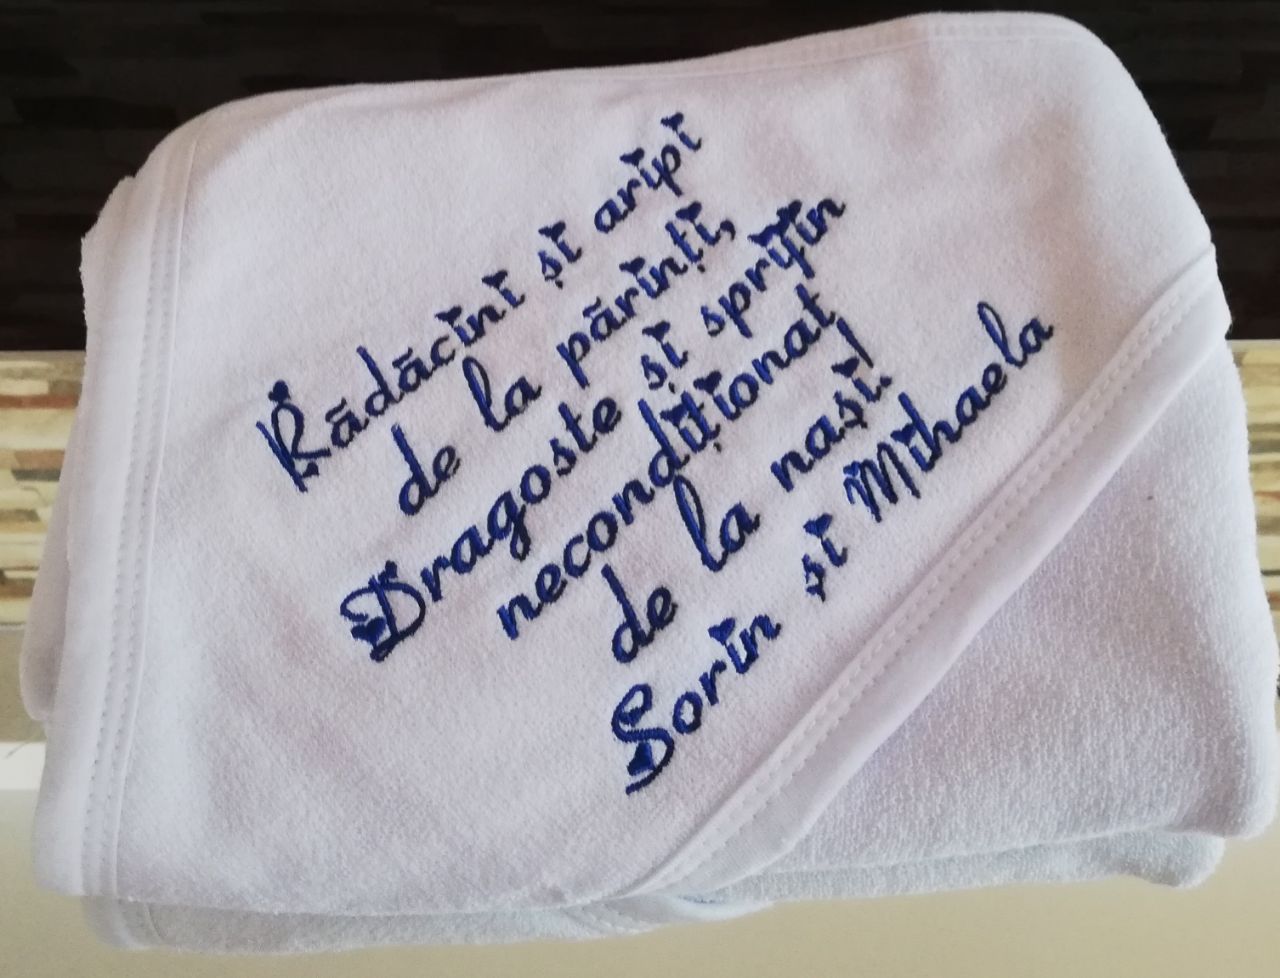 Rădăcini și aripi
de la părinți,
Dragoste și sprijin
necondiționat
de la nași!
Sorin și Mihaela